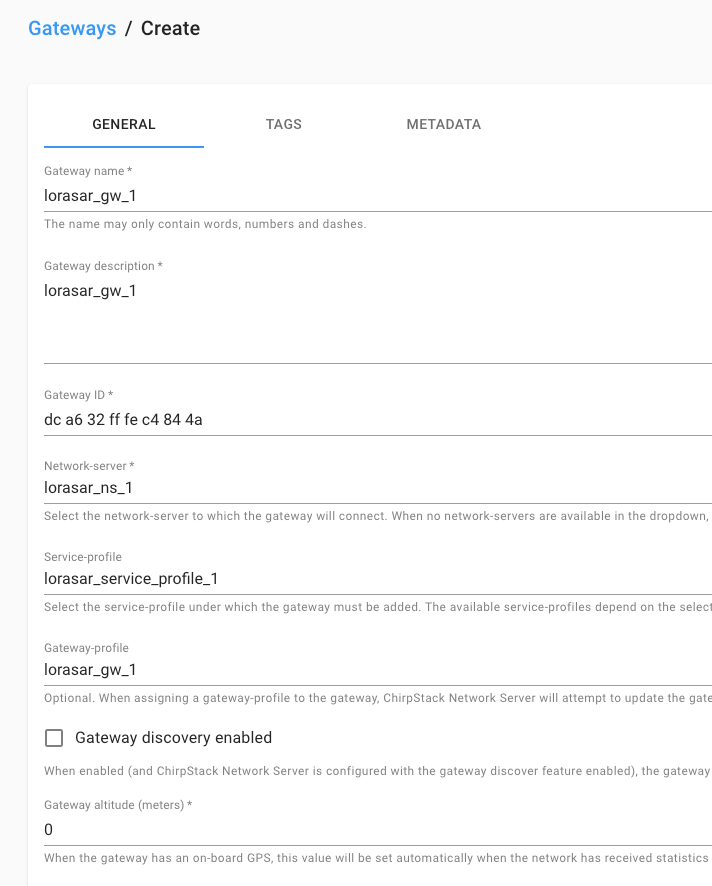 Gateways / Create
GENERAL TAGS METADATA
Gateway name *
lorasar_gw_1
The name may only contain words, numbers and dashes.
Gateway description *
lorasar_gw_1
Gateway ID *
dc a6 32 ff fe c4 84 4a
Network-server *
lorasar_ns_1
Select the network-server to which the gateway will connect. When no network-servers are available in the dropdown,
Service-profile
lorasar_service_profile_1
Select the service-profile under which the gateway must be added. The available service-profiles depend on the select
Gateway-profile
lorasar_gw_1
Optional. When assigning a gateway-profile to the gateway, ChirpStack Network Server will attempt to update the gate
Gateway discovery enabled
When enabled (and ChirpStack Network Server is configured with the gateway discover feature enabled), the gateway
Gateway altitude (meters) *
0
When the gateway has an on-board GPS, this value will be set automatically when the network has received statistics